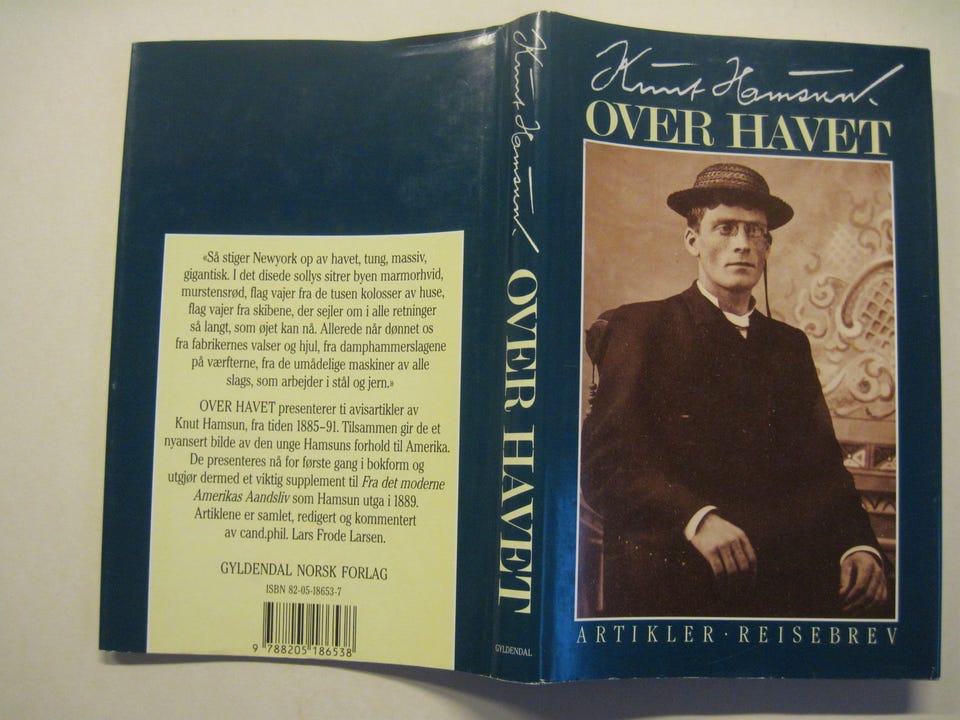 «Så stiger Newyork op av havet, tung, massiv,
gigantisk. I det disede sollys sitrer byen marmorhvid,
murstensrød, flag vajer fra de tusen kolosser av huse,
flag vajer fra skibene, der sejler om i alle retninger
så langt, som øjet kan nå. Allerede når dønnet os
fra fabrikernes valser og hjul, fra damphammerslagene
på værfterne, fra de umådelige maskiner av alle
slags, som arbejder i stål og jern.»
OVER HAVET presenterer ti avisartikler av
Knut Hamsun, fra tiden 1885–91. Tilsammen gir de et
nyansert bilde av den unge Hamsuns forhold til Amerika.
De presenteres nå for første gang i bokform og
utgjør dermed et viktig supplement til Fra det moderne
Amerikas Aandsliv som Hamsun utga i 1889.
Artiklene er samlet, redigert og kommentert
av cand.phil. Lars Frode Larsen.
GYLDENDAL NORSK FORLAG
ISBN 82-05-18653-7
9 788205 186538
Knut Hamsun. OVER HAVET
GYLDENDAL
Knut Hamsun.
OVER HAVET
ARTIKLER · REISEBREV